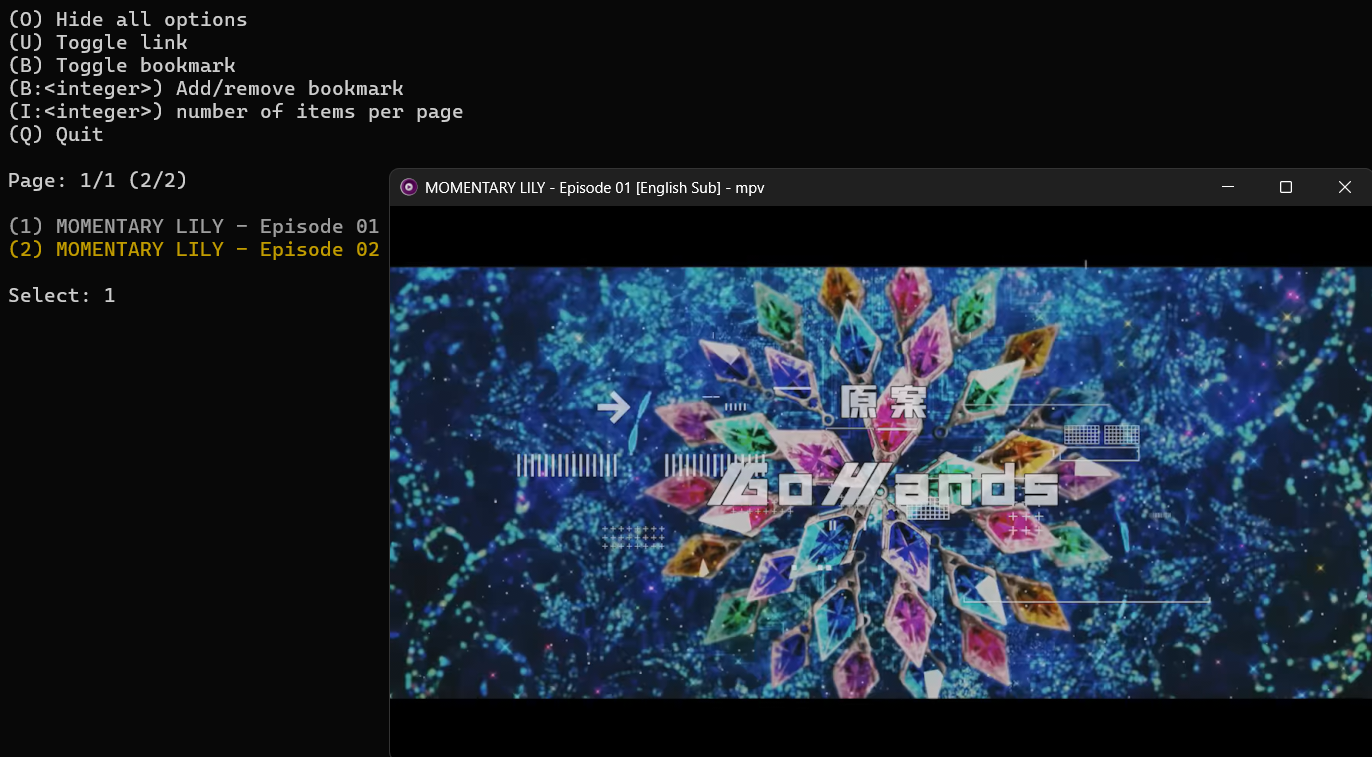 (O) Hide all options
(U) Toggle link
(B) Toggle bookmark
(B:<integer>) Add/remove bookmark
(I:<integer>) number of items per page
(Q) Quit
Page: 1/1 (2/2)
(1) MOMENTARY LILY - Episode 01
(2) MOMENTARY LILY - Episode 02
Select: 1
MOMENTARY LILY - Episode 01 [English Sub] - mpv
原案
GoHands